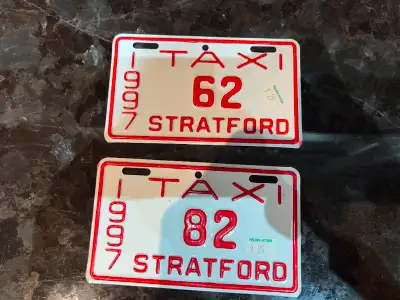 TAXI
1997
62
STRATFORD
TAXI
1997
82
STRATFORD